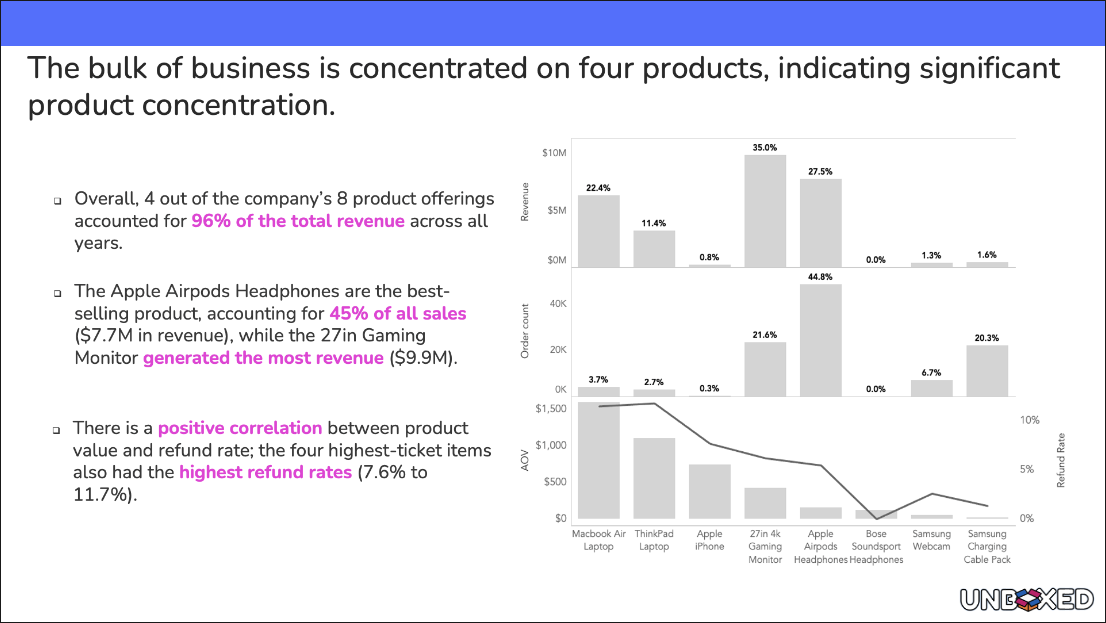 The bulk of business is concentrated on four products, indicating significant
product concentration.
Overall, 4 out of the company's 8 product offerings
accounted for 96% of the total revenue across all
years.
The Apple Airpods Headphones are the best-
selling product, accounting for 45% of all sales
($7.7M in revenue), while the 27in Gaming
Monitor generated the most revenue ($9.9M).
There is a positive correlation between product
value and refund rate; the four highest-ticket items
also had the highest refund rates (7.6% to
11.7%).
Revenue
$10M
$5M
$0M
22.4%
11.4%
0.8%
35.0%
27.5%
0.0%
1.3%
1.6%
Order count
40K
20K
0K
3.7%
2.7%
0.3%
21.6%
44.8%
0.0%
6.7%
20.3%
AOV
$1,500
$1,000
$500
$0
10%
5%
0%
Refund Rate
Macbook Air
Laptop
ThinkPad
Laptop
Apple
iPhone
27in 4k
Gaming
Monitor
Apple
Airpods
Headphones
Bose
Soundsport
Headphones
Samsung
Webcam
Samsung
Charging
Cable Pack
UNBOXED